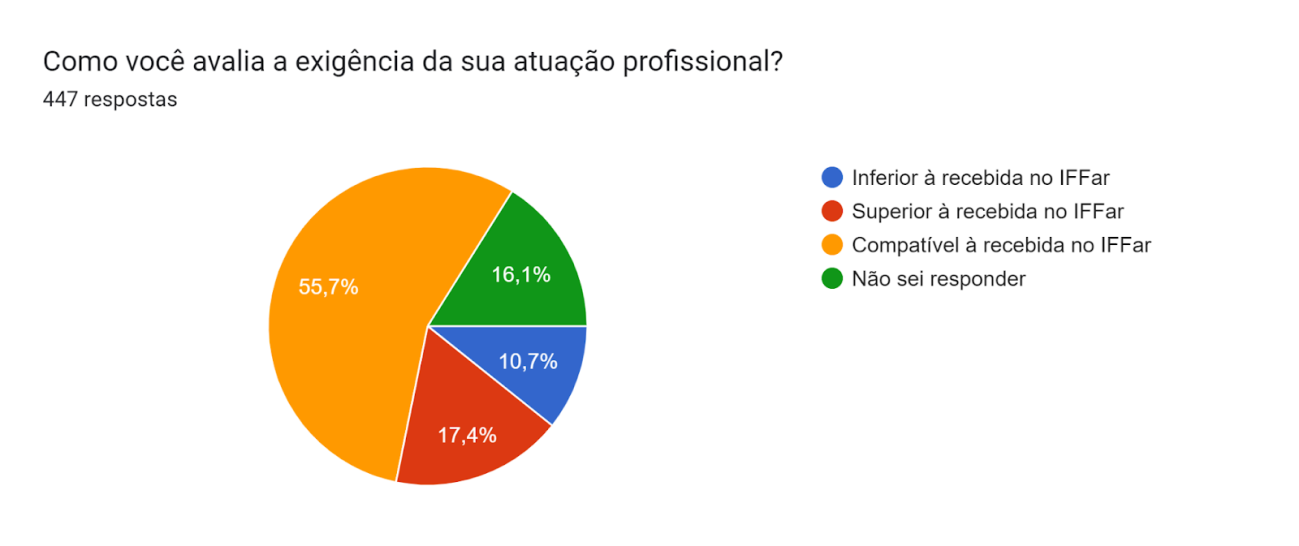 Como você avalia a exigência da sua atuação profissional?
447 respostas
Inferior à recebida no IFFar
Superior à recebida no IFFar
Compatível à recebida no IFFar
Não sei responder
55,7%
16,1%
10,7%
17,4%